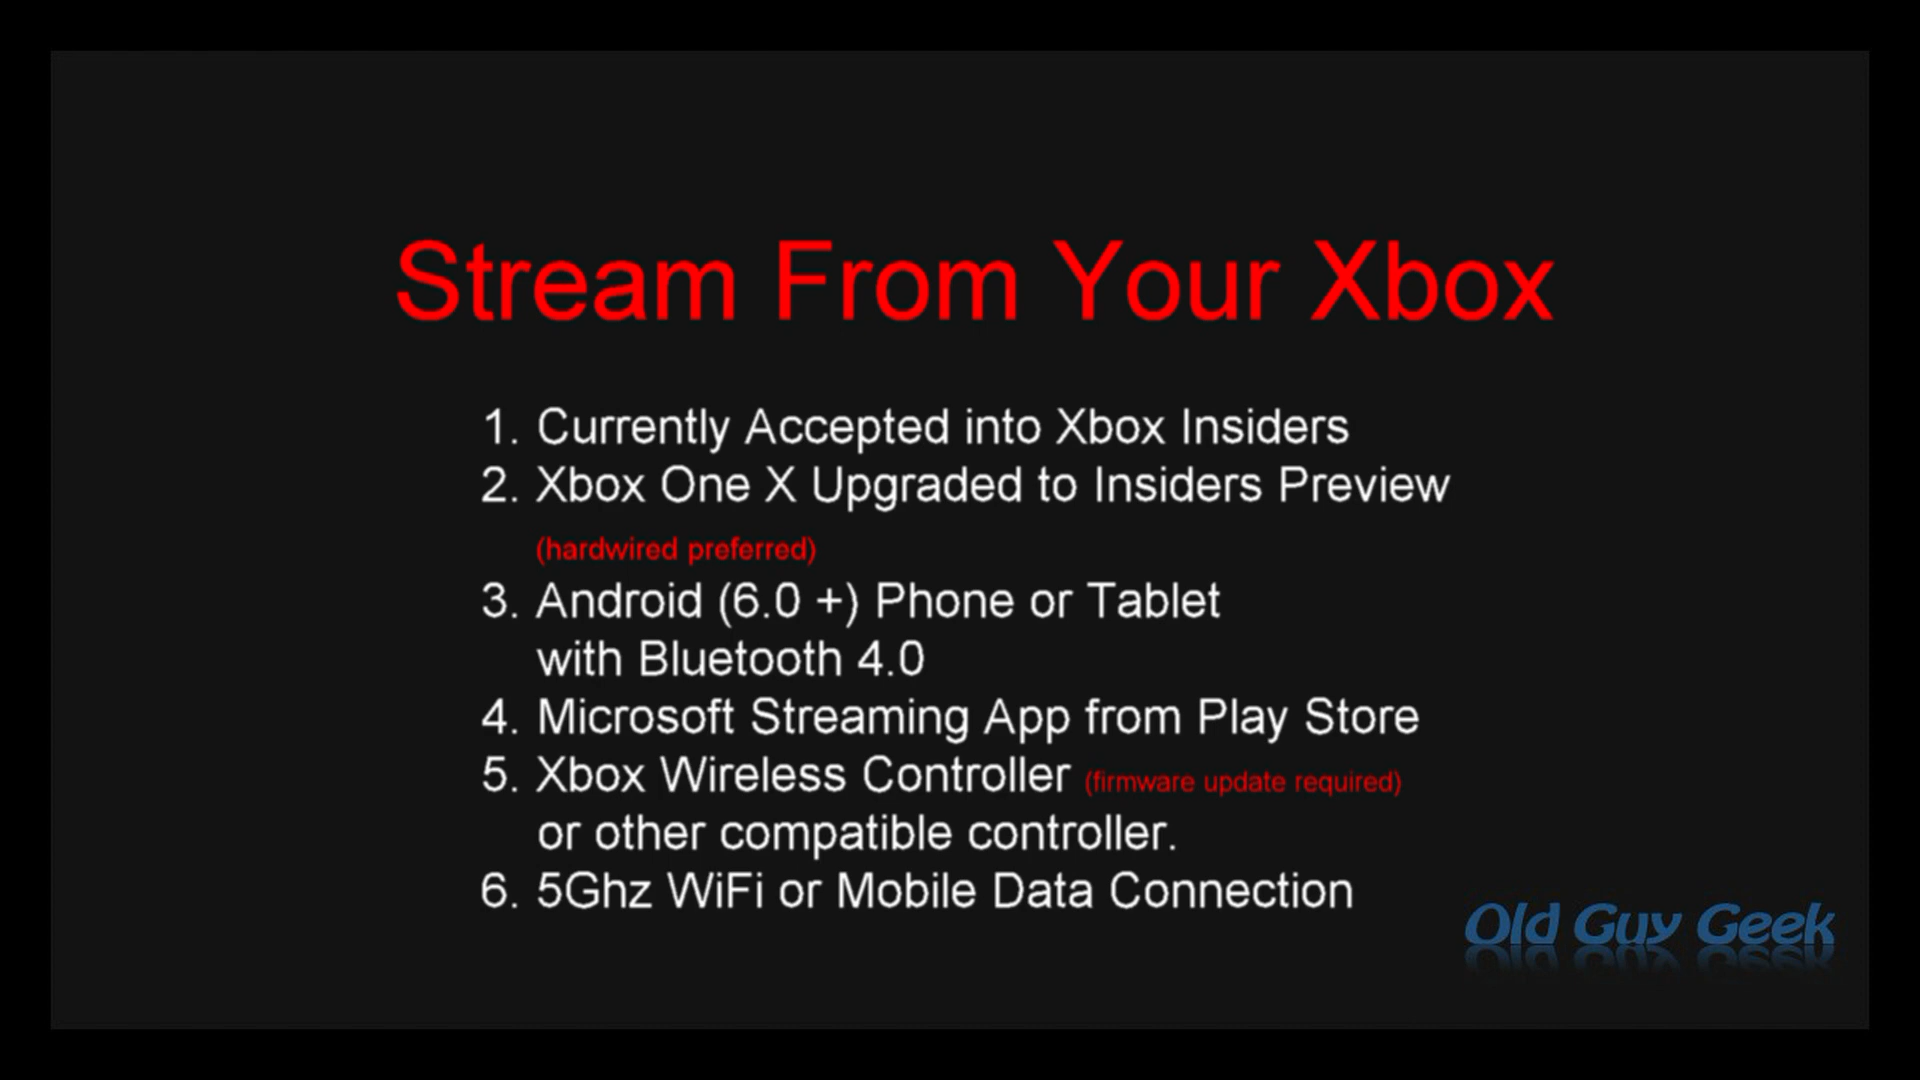 Stream From Your Xbox
1. Currently Accepted into Xbox Insiders
2. Xbox One X Upgraded to Insiders Preview
(hardwired preferred)
3. Android (6.0 +) Phone or Tablet
with Bluetooth 4.0
4. Microsoft Streaming App from Play Store
5. Xbox Wireless Controller (firmware update required)
or other compatible controller.
6. 5Ghz WiFi or Mobile Data Connection
Old Guy Geek